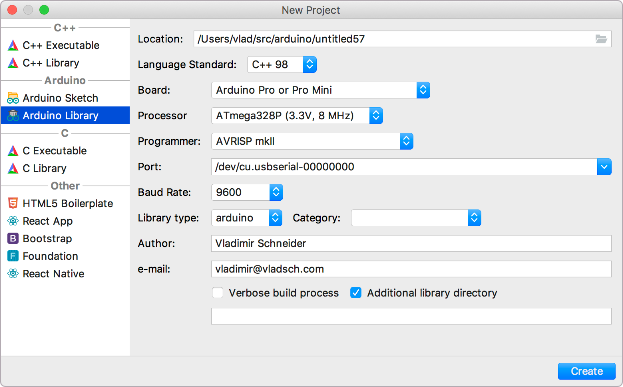 New Project
C++
C++ Executable
C++ Library
Arduino
Arduino Sketch
Arduino Library
C
C Executable
C Library
Other
HTML5 Boilerplate
React App
Bootstrap
Foundation
React Native
Location: /Users/vlad/src/arduino/untitled57
Language Standard: C++ 98
Board: Arduino Pro or Pro Mini
Processor ATmega328P (3.3V, 8 MHz)
Programmer: AVRISP mkII
Port: /dev/cu.usbserial-00000000
Baud Rate: 9600
Library type: arduino Category:
Author: Vladimir Schneider
e-mail: vladimir@vladsch.com
Verbose build process Additional library directory
Create